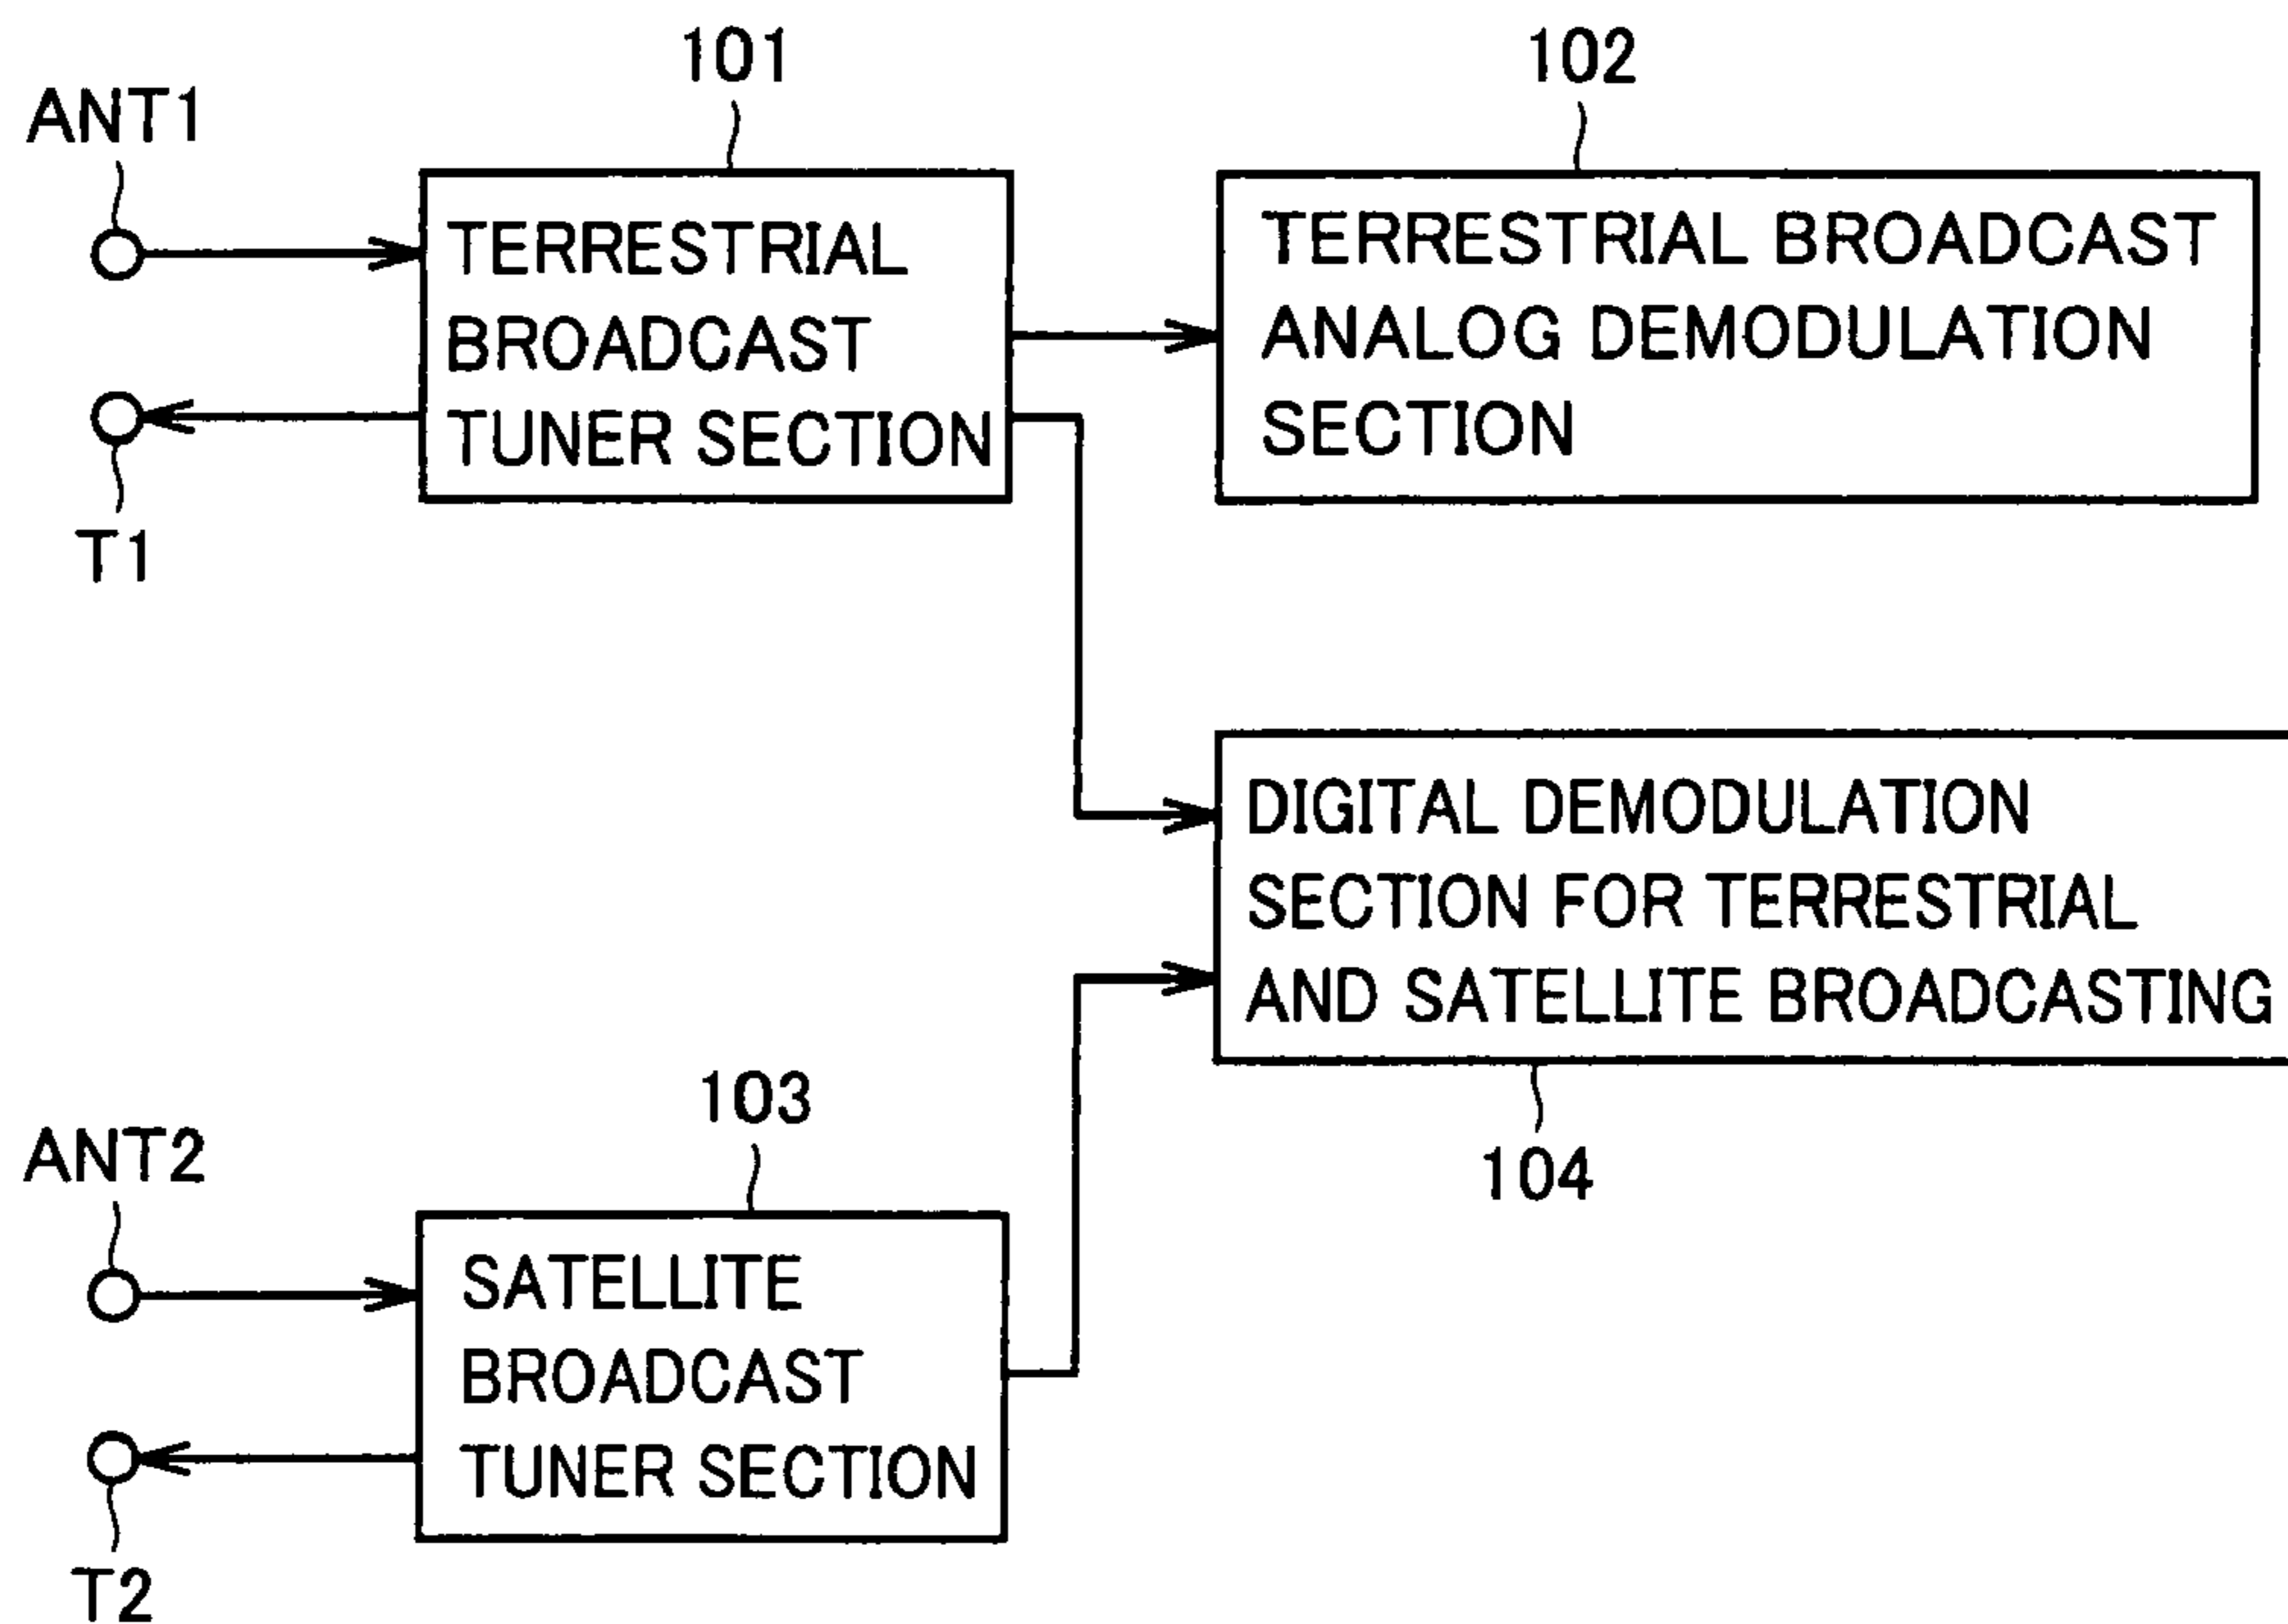 101
102
ANT1
TERRESTRIAL
BROADCAST
TUNER SECTION
TERRESTRIAL BROADCAST
ANALOG DEMODULATION
SECTION
T1
DIGITAL DEMODULATION
SECTION FOR TERRESTRIAL
AND SATELLITE BROADCASTING
103
104
ANT2
SATELLITE
BROADCAST
TUNER SECTION
T2